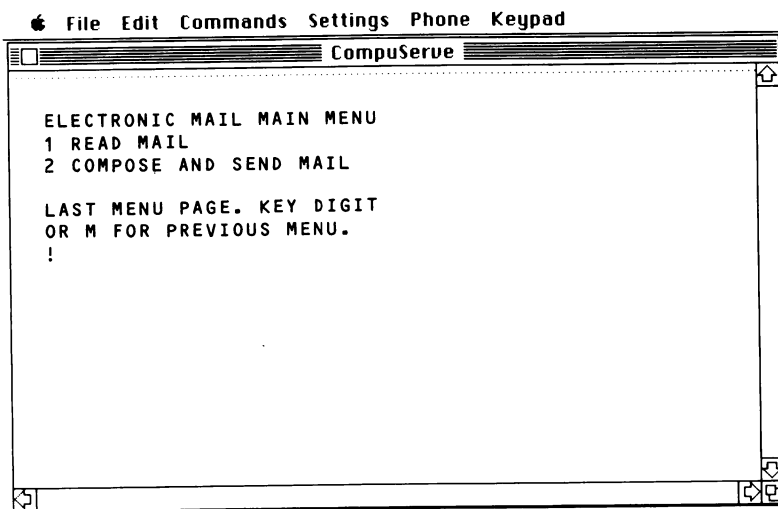 File Edit Commands Settings Phone Keypad
CompuServe
ELECTRONIC MAIL MAIN MENU
1 READ MAIL
2 COMPOSE AND SEND MAIL
LAST MENU PAGE. KEY DIGIT
OR M FOR PREVIOUS MENU.
!